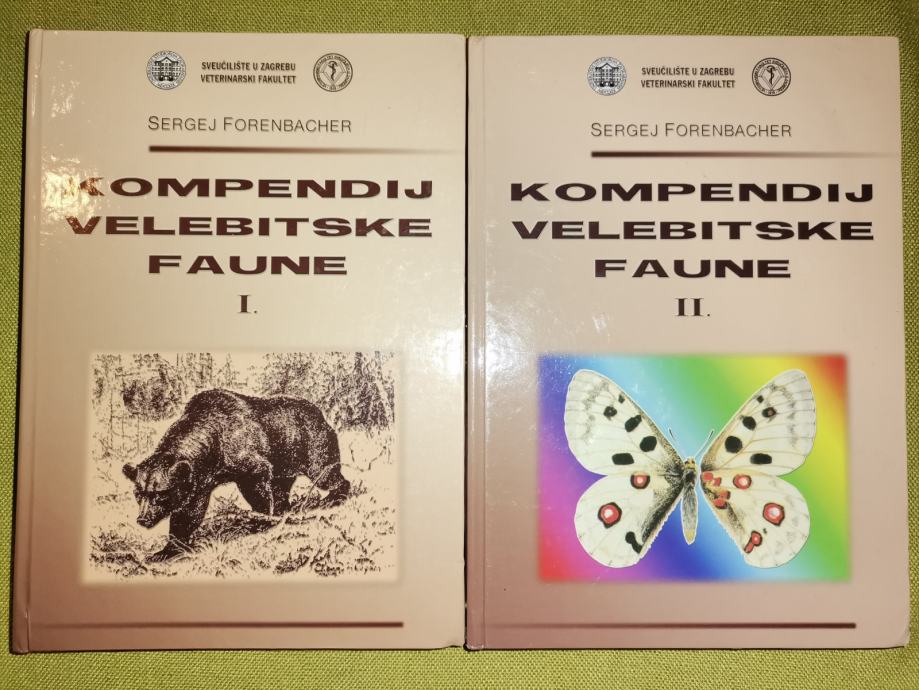 SVEUČILIŠTE U ZAGREBU
VETERINARSKI FAKULTET
SERGEJ FORENBACHER
KOMPENDIJ
VELEBITSKE
FAUNE
I.
SVEUČILIŠTE U ZAGREBU
VETERINARSKI FAKULTET
SERGEJ FORENBACHER
KOMPENDIJ
VELEBITSKE
FAUNE
II.